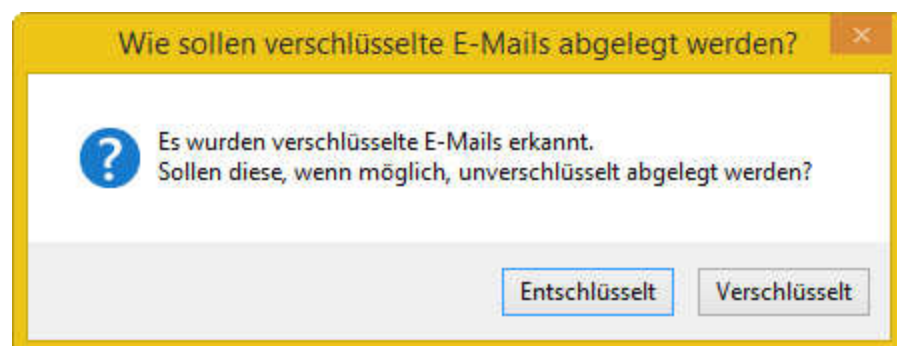 Wie sollen verschlüsselte E-Mails abgelegt werden?
Es wurden verschlüsselte E-Mails erkannt.
Sollen diese, wenn möglich, unverschlüsselt abgelegt werden?
Entschlüsselt Verschlüsselt